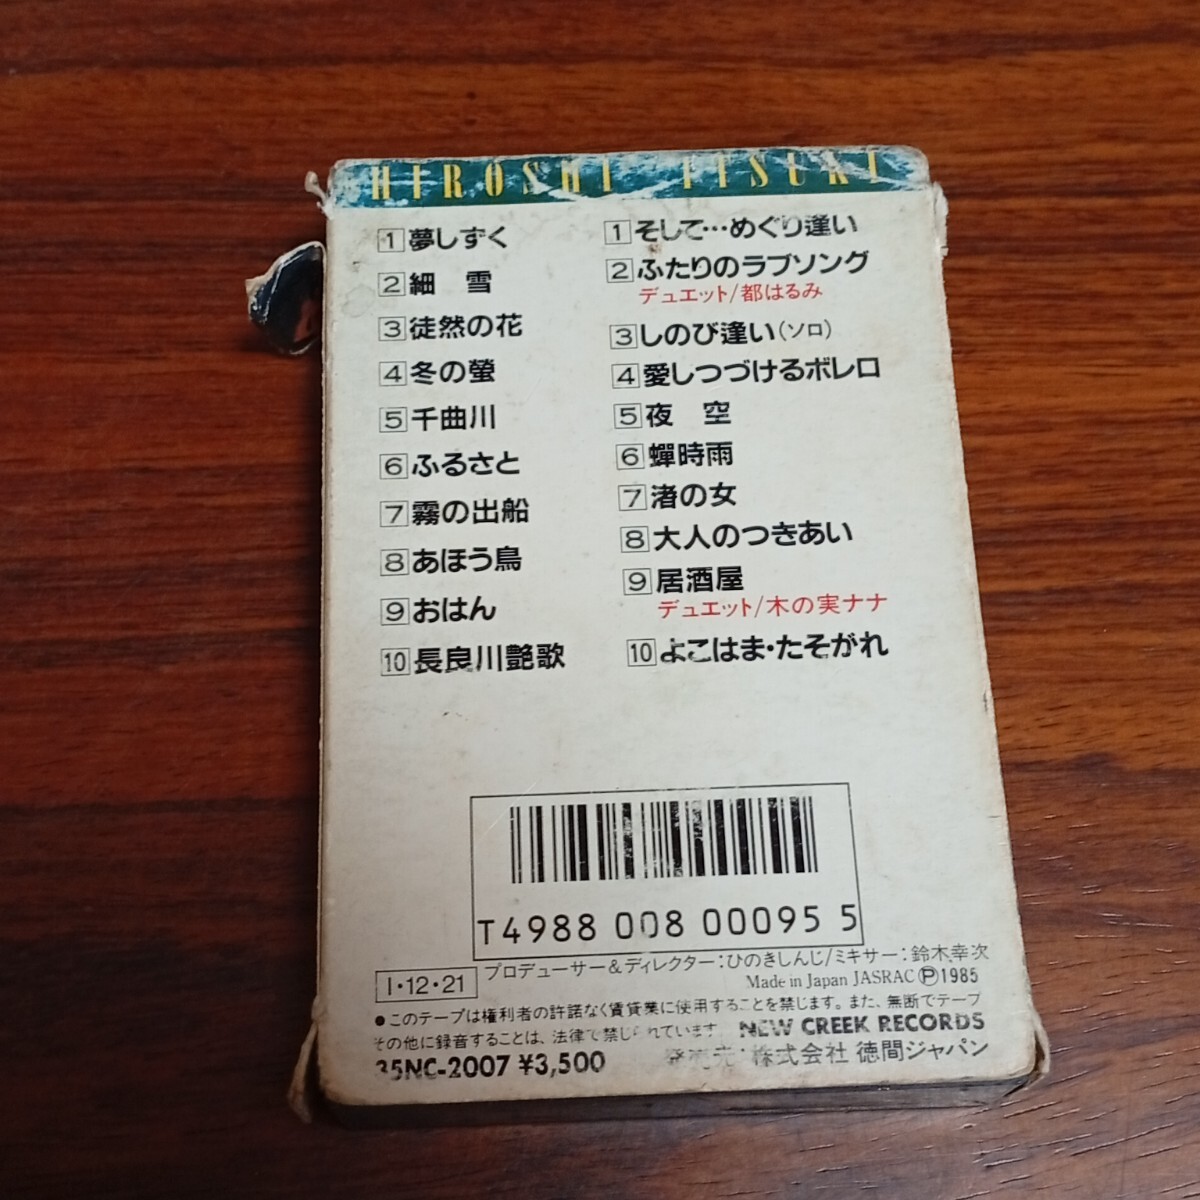 HIROSHI ITSUKI
1 夢しずく
2 細 雪
3 徒然の花
4 冬の螢
5 千曲川
6 ふるさと
7 霧の出船
8 あほう鳥
9 おはん
10 長良川艶歌
1 そして…めぐり逢い
2 ふたりのラブソング
デュエット/都はるみ
3 しのび逢い(ソロ)
4 愛しつづけるボレロ
5 夜 空
6 蟬時雨
7 渚の女
8 大人のつきあい
9 居酒屋
デュエット/木の実ナナ
10 よこはま・たそがれ
T4988 008 00095 5
I・12・21
プロデューサー&ディレクター:ひのきしんじ/ミキサー:鈴木幸次
Made in Japan JASRAC Ⓟ1985
●このテープは権利者の許諾なく賃貸業に使用することを禁じます。また、無断でテープ
その他に録音することは、法律で禁じられています。
NEW CREEK RECORDS
35NC-2007 ¥3,500
発売元:株式会社 徳間ジャパン